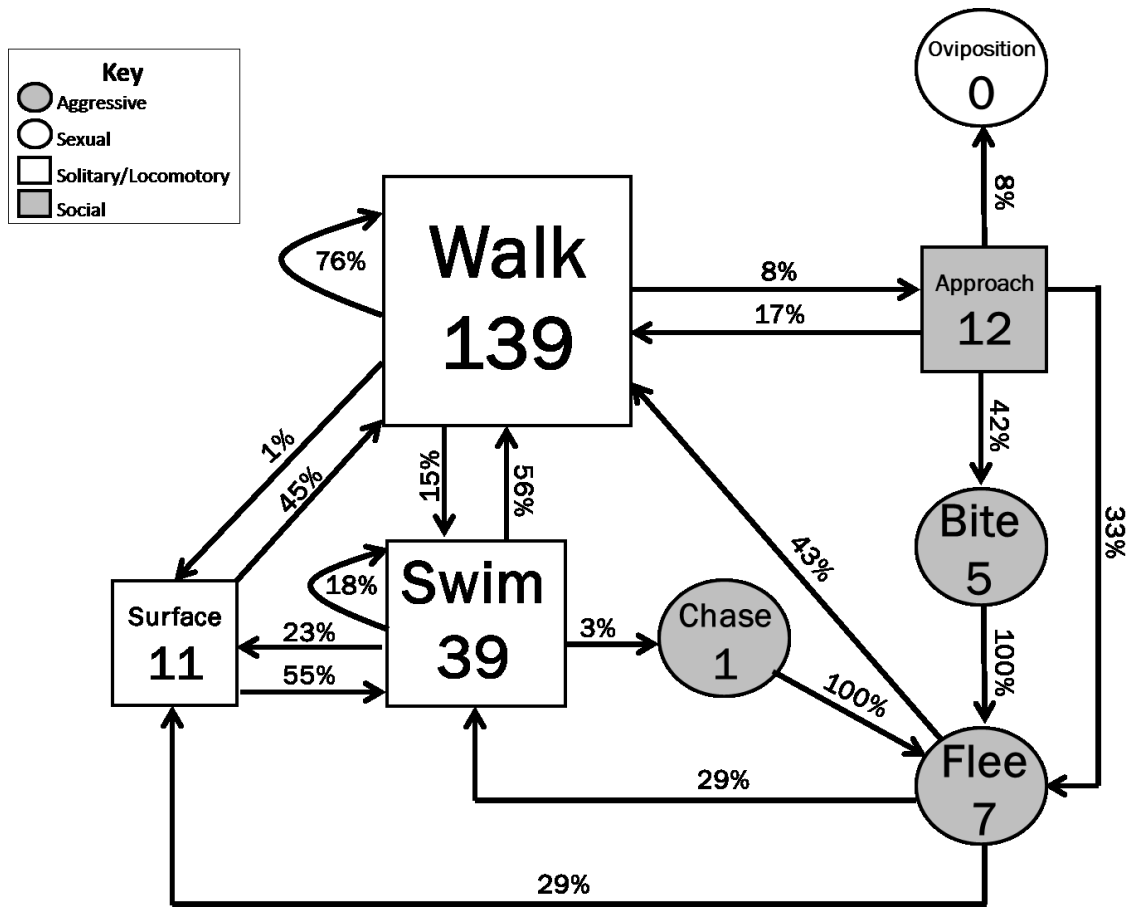 Key
Aggressive
Sexual
Solitary/Locomotory
Social
Oviposition
0
8%
Walk
139
76%
8%
17%
Approach
12
1%
45%
15%
56%
43%
42%
33%
Bite
5
Surface
11
23%
55%
18%
Swim
39
3%
Chase
1
100%
100%
Flee
7
29%
29%